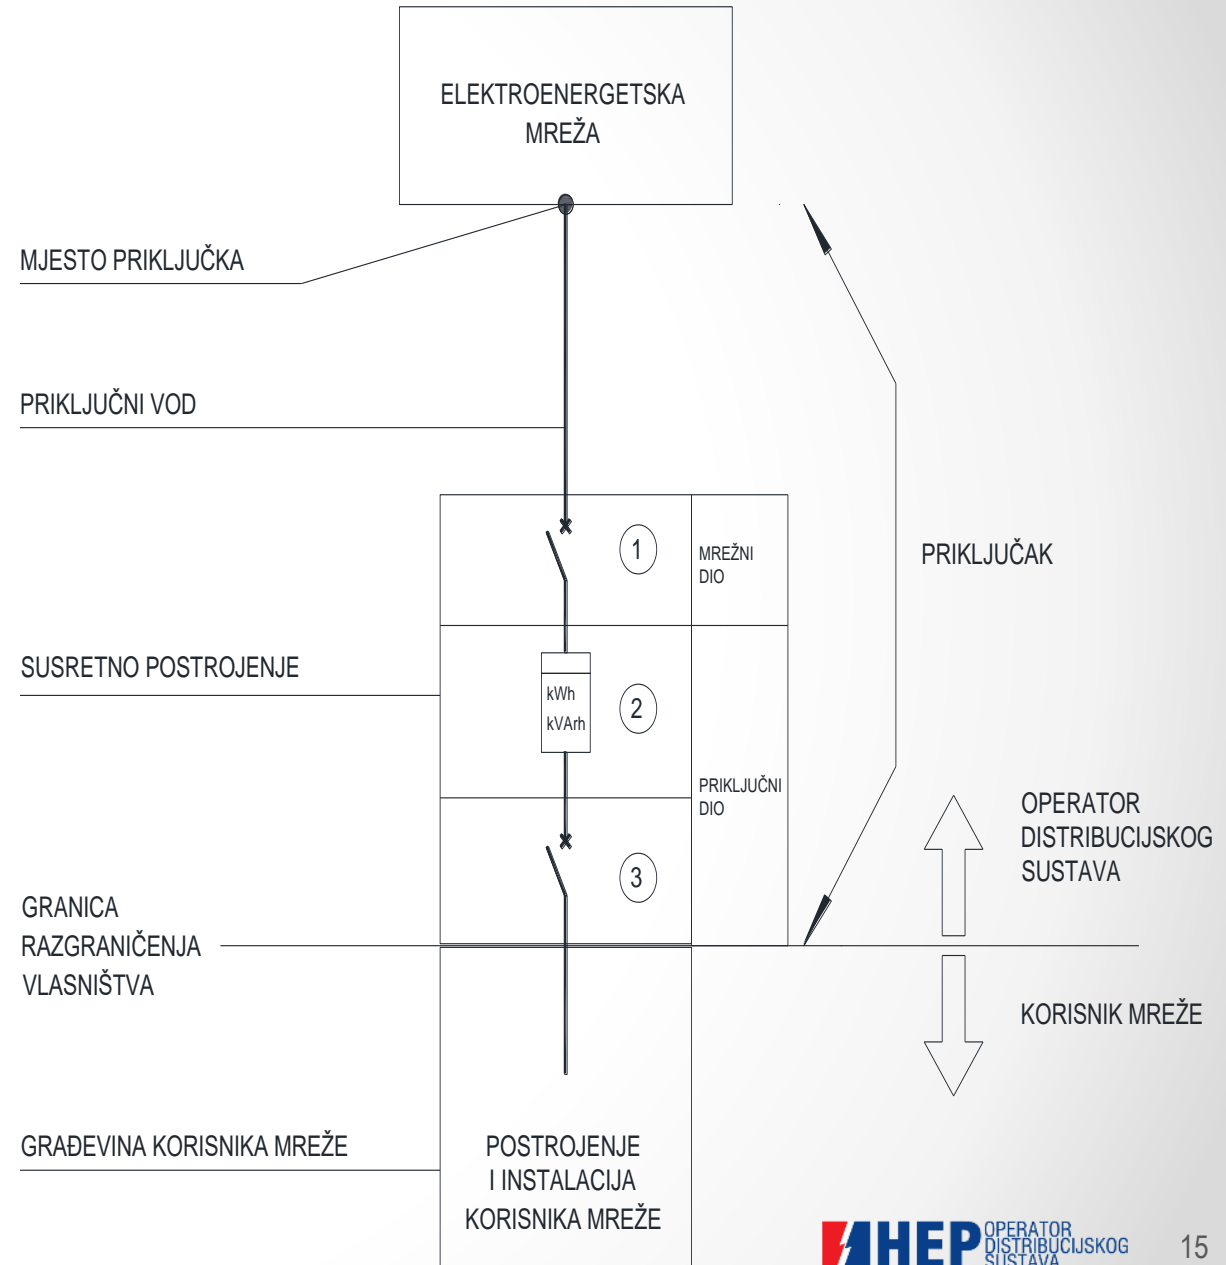 ELEKTROENERGETSKA
MREŽA
MJESTO PRIKLJUČKA
PRIKLJUČNI VOD
1
MREŽNI
DIO
PRIKLJUČAK
SUSRETNO POSTROJENJE
kWh
kVArh
2
PRIKLJUČNI
DIO
3
OPERATOR
DISTRIBUCIJSKOG
SUSTAVA
GRANICA
RAZGRANIČENJA
VLASNIŠTVA
KORISNIK MREŽE
GRAĐEVINA KORISNIKA MREŽE
POSTROJENJE
I INSTALACIJA
KORISNIKA MREŽE
HEP
OPERATOR
DISTRIBUCIJSKOG
SUSTAVA
15